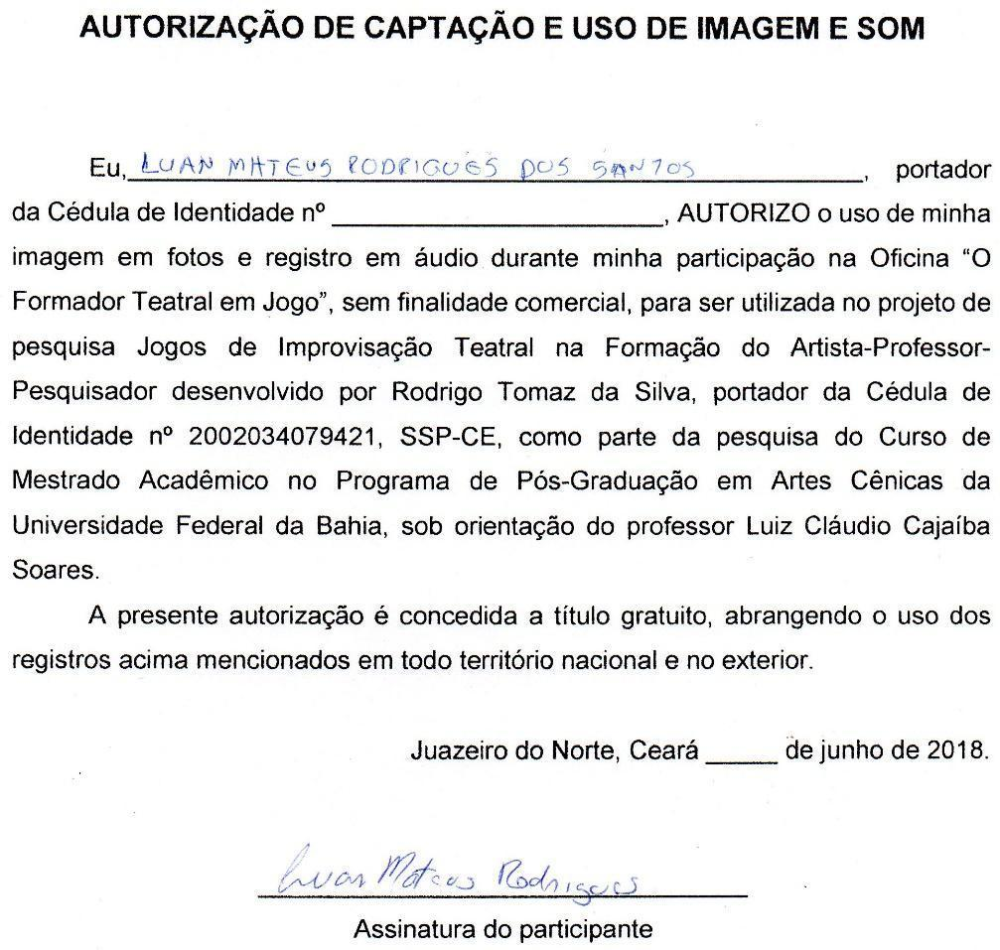 AUTORIZAÇÃO DE CAPTAÇÃO E USO DE IMAGEM E SOM
Eu, LUAN MATEUS RODRIGUES DOS SANTOS, portador
da Cédula de Identidade nº ____________________, AUTORIZO o uso de minha
imagem em fotos e registro em áudio durante minha participação na Oficina “O
Formador Teatral em Jogo”, sem finalidade comercial, para ser utilizada no projeto de
pesquisa Jogos de Improvisação Teatral na Formação do Artista-Professor-
Pesquisador desenvolvido por Rodrigo Tomaz da Silva, portador da Cédula de
Identidade nº 2002034079421, SSP-CE, como parte da pesquisa do Curso de
Mestrado Acadêmico no Programa de Pós-Graduação em Artes Cênicas da
Universidade Federal da Bahia, sob orientação do professor Luiz Cláudio Cajaíba
Soares.
A presente autorização é concedida a título gratuito, abrangendo o uso dos
registros acima mencionados em todo território nacional e no exterior.
Juazeiro do Norte, Ceará _____ de junho de 2018.
Luan Mateus Rodrigues
Assinatura do participante